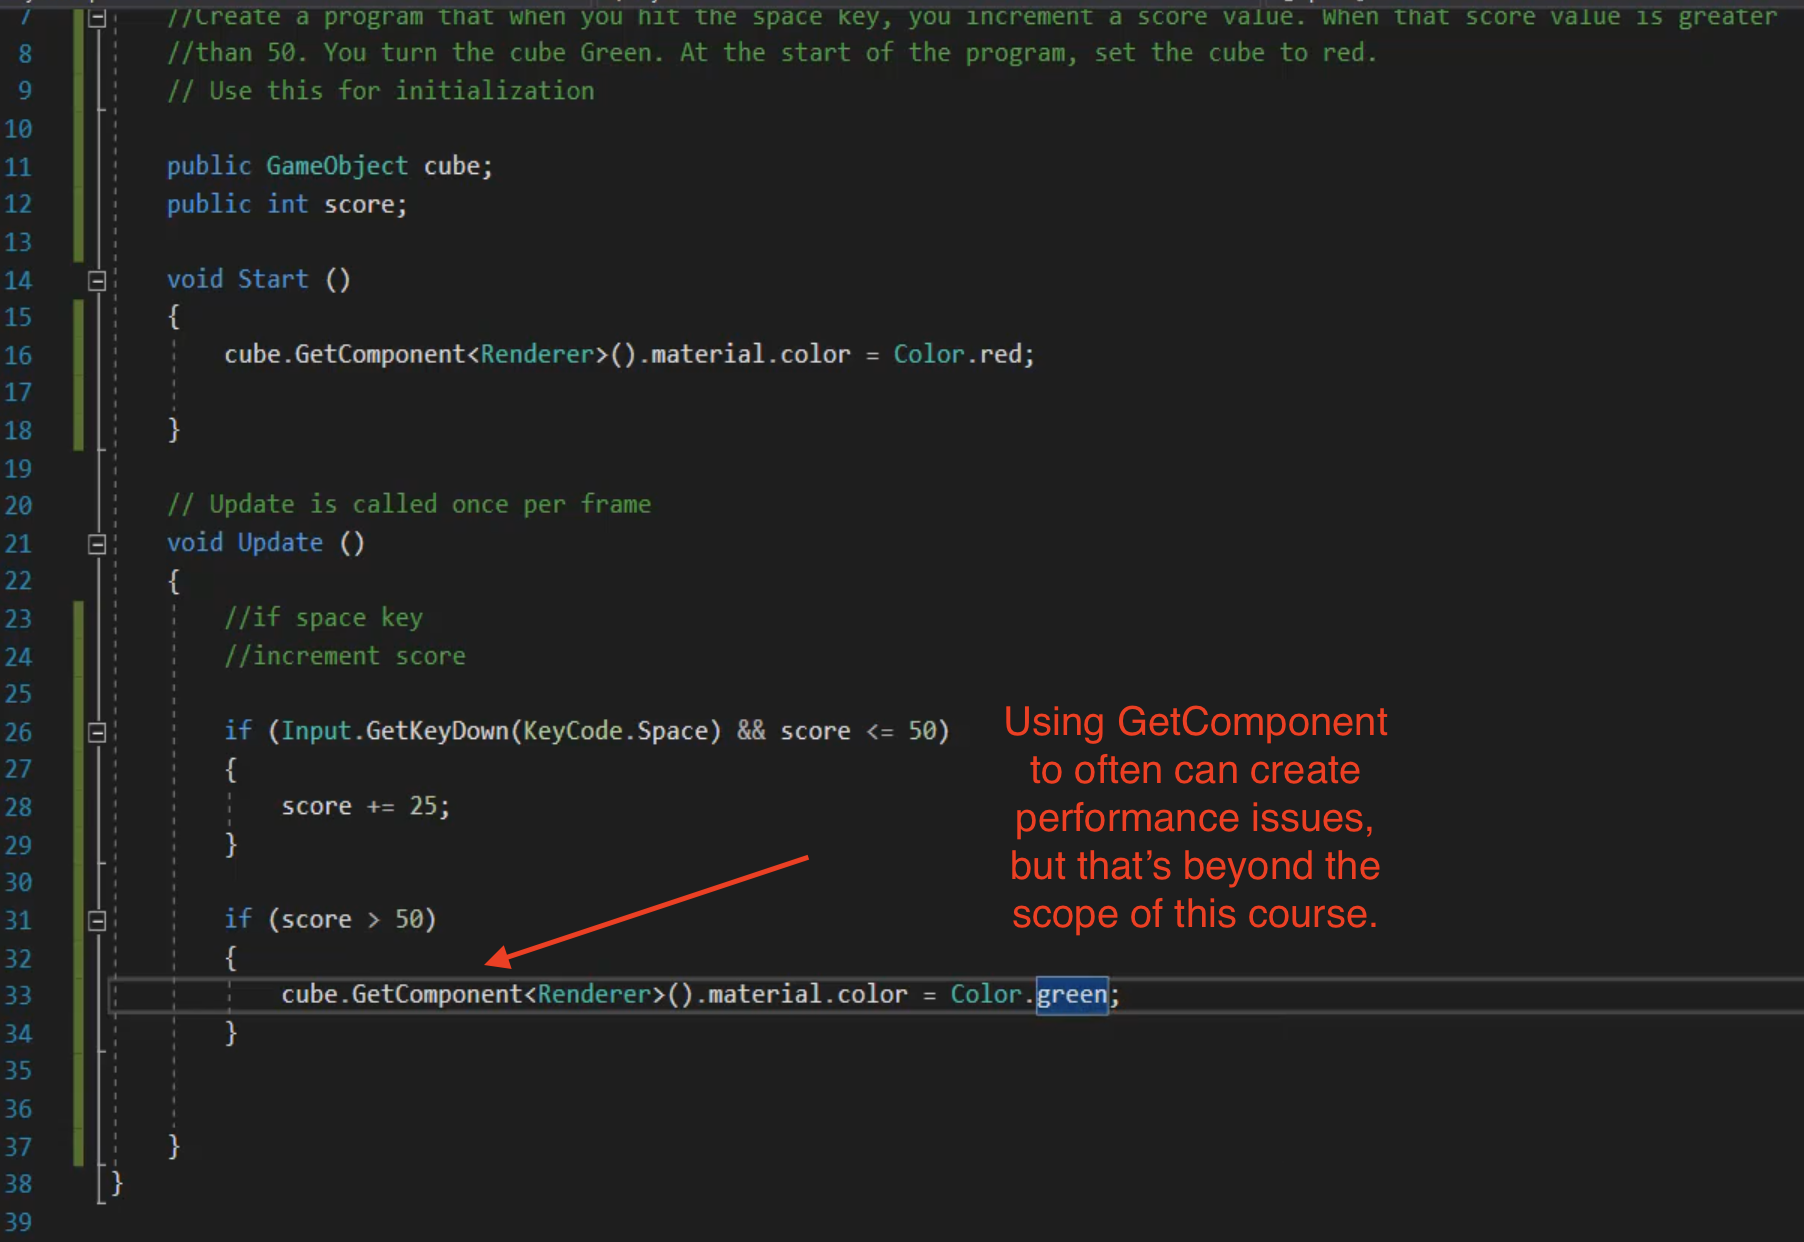 7 //Create a program that when you hit the space key, you increment a score value. When that score value is greater
8 //than 50. You turn the cube Green. At the start of the program, set the cube to red.
9 // Use this for initialization
10
11 public GameObject cube;
12 public int score;
13
14 void Start ()
15 {
16 cube.GetComponent<Renderer>().material.color = Color.red;
17
18 }
19
20 // Update is called once per frame
21 void Update ()
22 {
23 //if space key
24 //increment score
25
26 if (Input.GetKeyDown(KeyCode.Space) && score <= 50)
27 {
28 score += 25;
29 }
30
31 if (score > 50)
32 {
33 cube.GetComponent<Renderer>().material.color = Color.green;
34 }
35
36
37 }
38 }
39
Using GetComponent
to often can create
performance issues,
but that's beyond the
scope of this course.